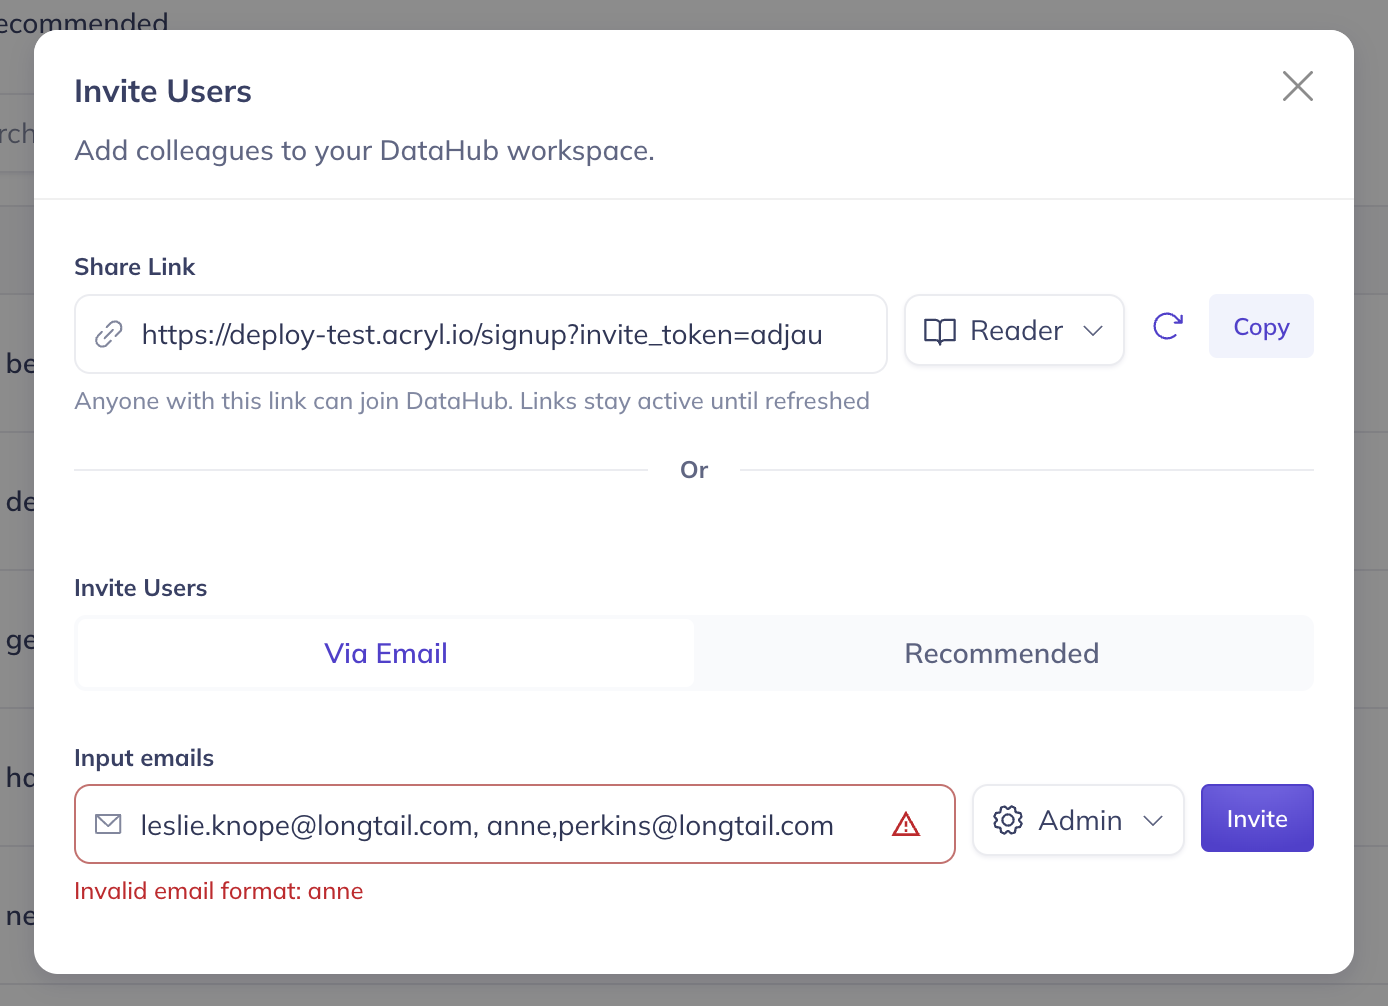 ecommended
Invite Users
Add colleagues to your DataHub workspace.
rch
Share Link
https://deploy-test.acryl.io/signup?invite_token=adjau
Reader
Copy
be
Anyone with this link can join DataHub. Links stay active until refreshed
Or
de
Invite Users
Via Email
Recommended
ge
Input emails
ha
leslie.knope@longtail.com, anne,perkins@longtail.com
Admin
Invite
Invalid email format: anne
ne